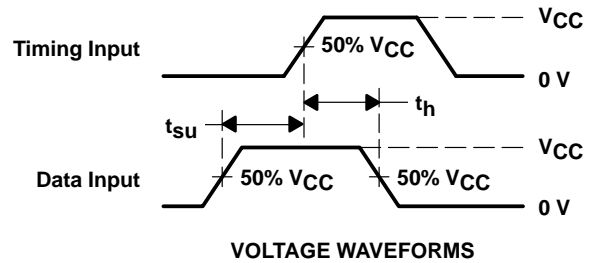 VCC
Timing Input
50% VCC
0 V
th
tsu
VCC
Data Input
50% VCC
50% VCC
0 V
VOLTAGE WAVEFORMS